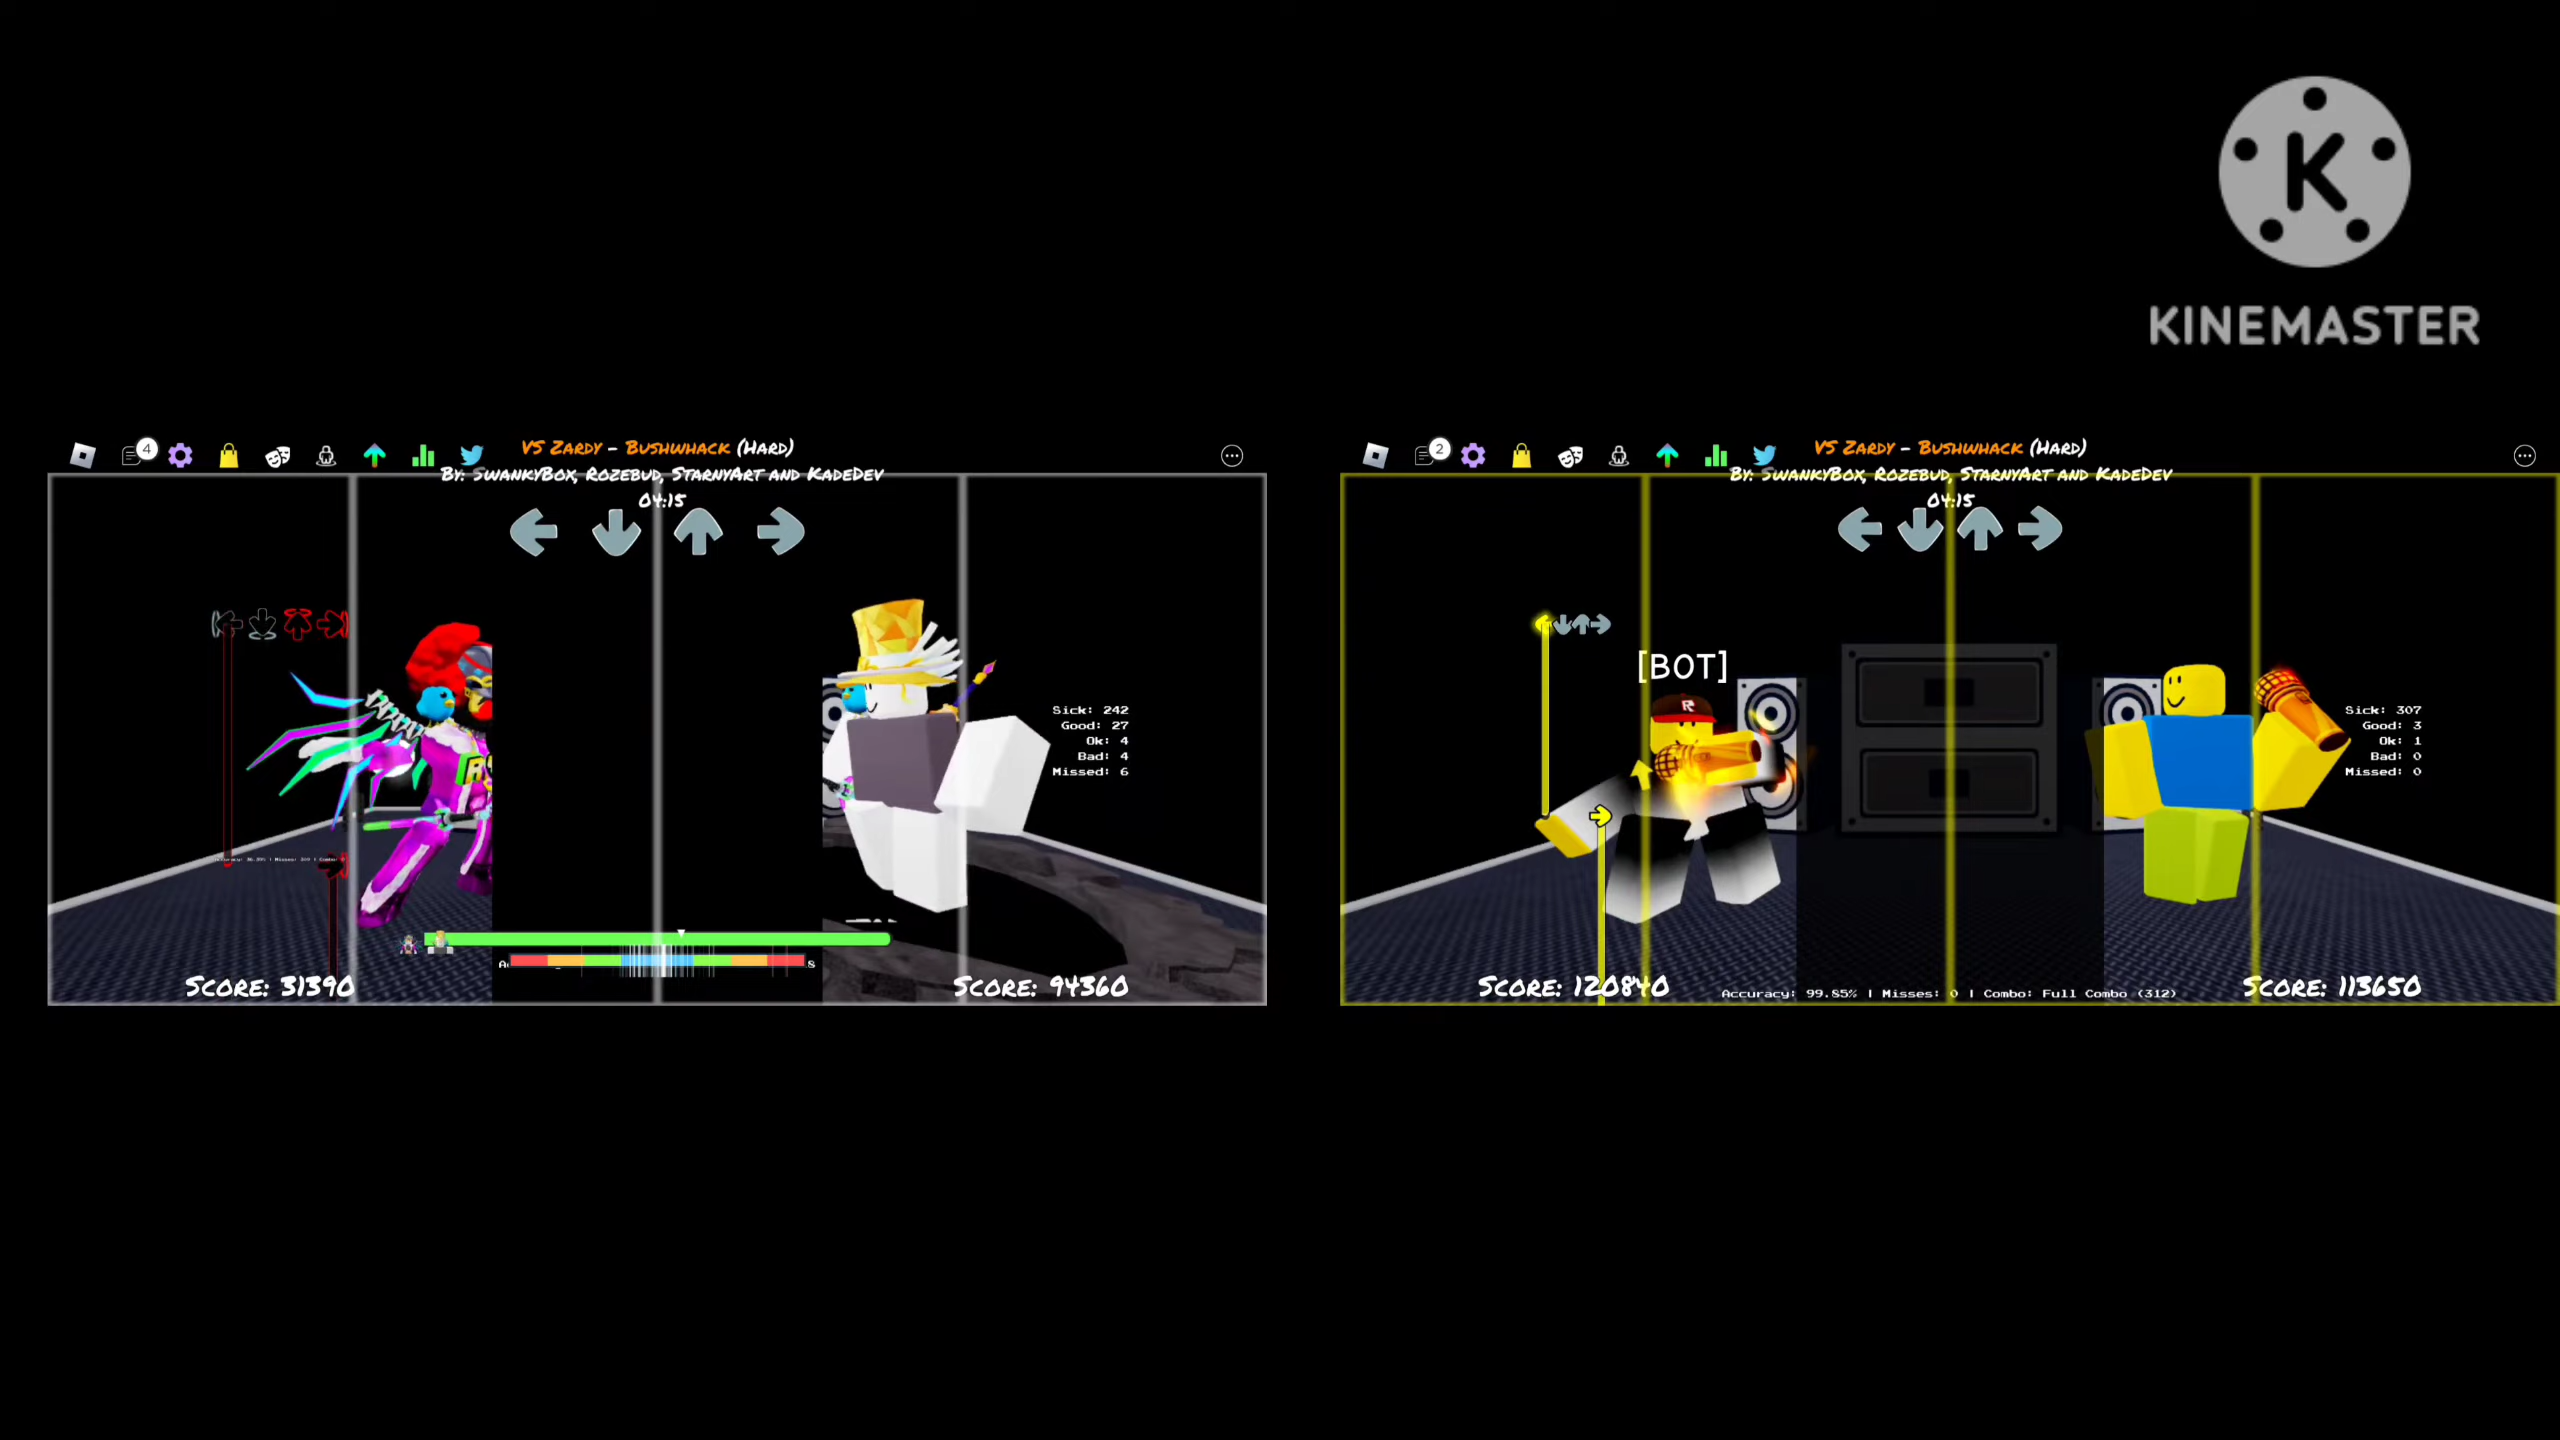 K
KINEMASTER
4
VS Zardy - Bushwhack (Hard)
By: SwankyBox, Rozebud, StarnyArt and KadeDev
04:15
Sick: 242
Good: 27
Ok: 4
Bad: 4
Missed: 6
Score: 31390
Score: 94360
2
VS Zardy - Bushwhack (Hard)
By: SwankyBox, Rozebud, StarnyArt and KadeDev
04:15
[BOT]
R
Sick: 307
Good: 3
Ok: 1
Bad: 0
Missed: 0
Score: 120840
Accuracy: 99.85% | Misses: 0 | Combo: Full Combo (312)
Score: 113650